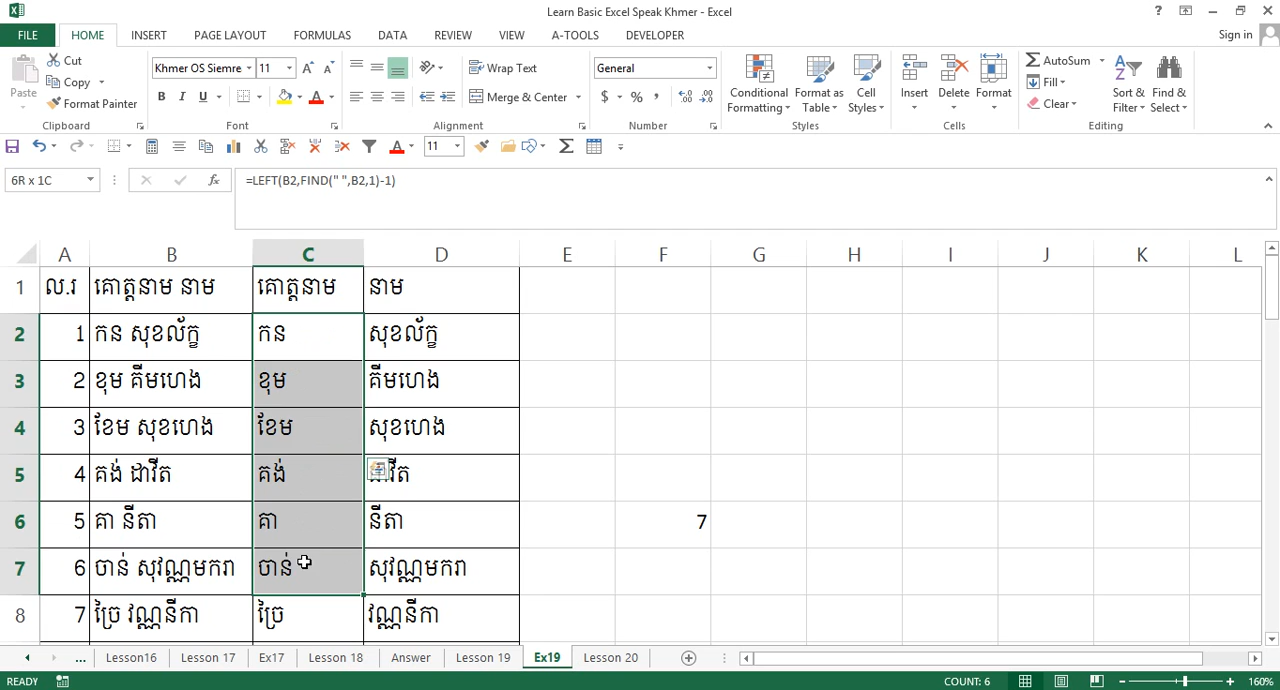 Learn Basic Excel Speak Khmer - Excel
FILE HOME INSERT PAGE LAYOUT FORMULAS DATA REVIEW VIEW A-TOOLS DEVELOPER Sign in
Paste Cut Khmer OS Siemre 11 Wrap Text General Conditional Formatting Format as Table Cell Styles Insert Delete Format AutoSum Sort & Filter Find & Select
Copy Fill
Format Painter B I U Merge & Center $ % Clear
Clipboard Font Alignment Number Styles Cells Editing
11
6R x 1C fx =LEFT(B2,FIND(" ",B2,1)-1)
A B C D E F G H I J K L
1 ល.រ គោត្តនាម នាម គោត្តនាម នាម
2 1 កន សុខល័ក្ខ កន សុខល័ក្ខ
3 2 ខុម គីមហេង ខុម គីមហេង
4 3 ខែម សុខហេង ខែម សុខហេង
5 4 គង់ ដាវីត គង់
6 5 គា នីតា គា នីតា 7
7 6 ចាន់ សុវណ្ណមករា ចាន់ សុវណ្ណមករា
8 7 ច្រៃ វណ្ណនីកា ច្រៃ វណ្ណនីកា
... Lesson16 Lesson 17 Ex17 Lesson 18 Answer Lesson 19 Ex19 Lesson 20
READY COUNT: 6 160%